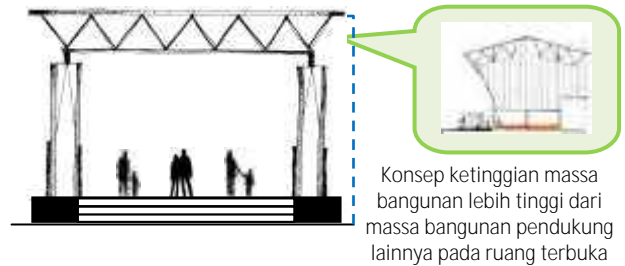 Konsep ketinggian massa
bangunan lebih tinggi dari
massa bangunan pendukung
lainnya pada ruang terbuka